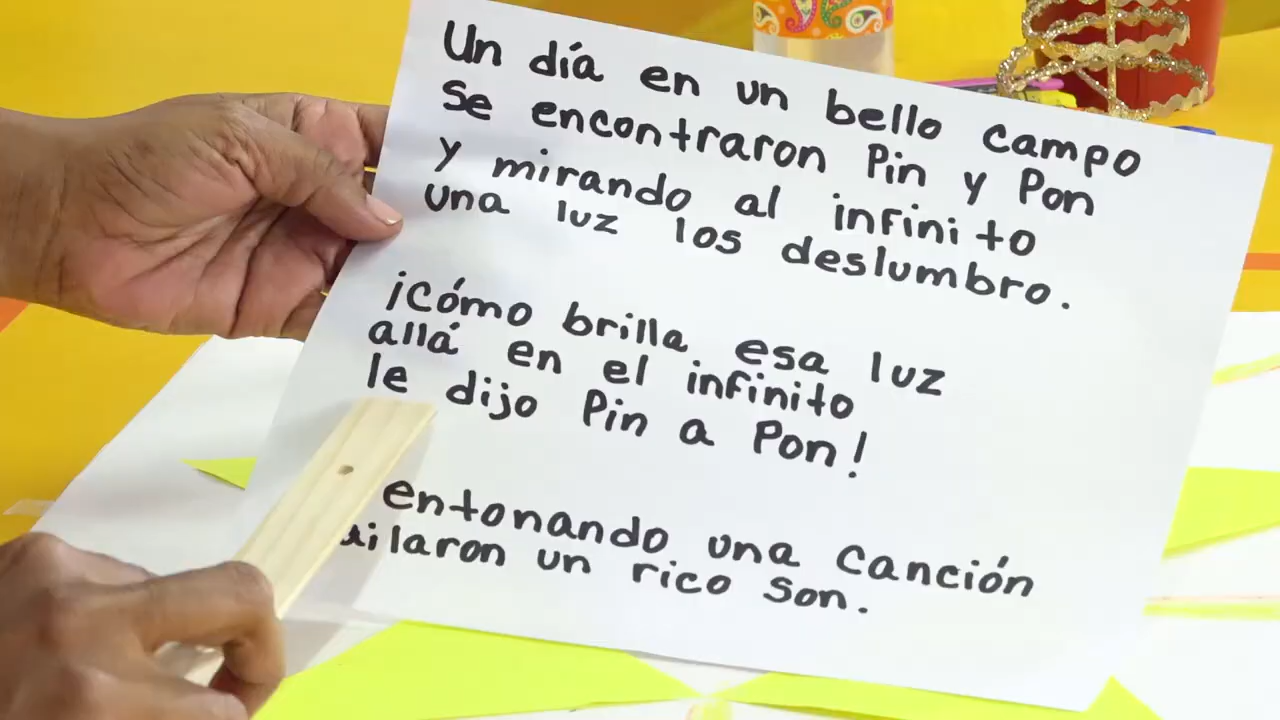 Un día en un bello campo
se encontraron Pin y Pon
y mirando al infinito
una luz los deslumbro.
¡Cómo brilla esa luz
allá en el infinito
le dijo Pin a Pon!
entonando una canción
un rico son.